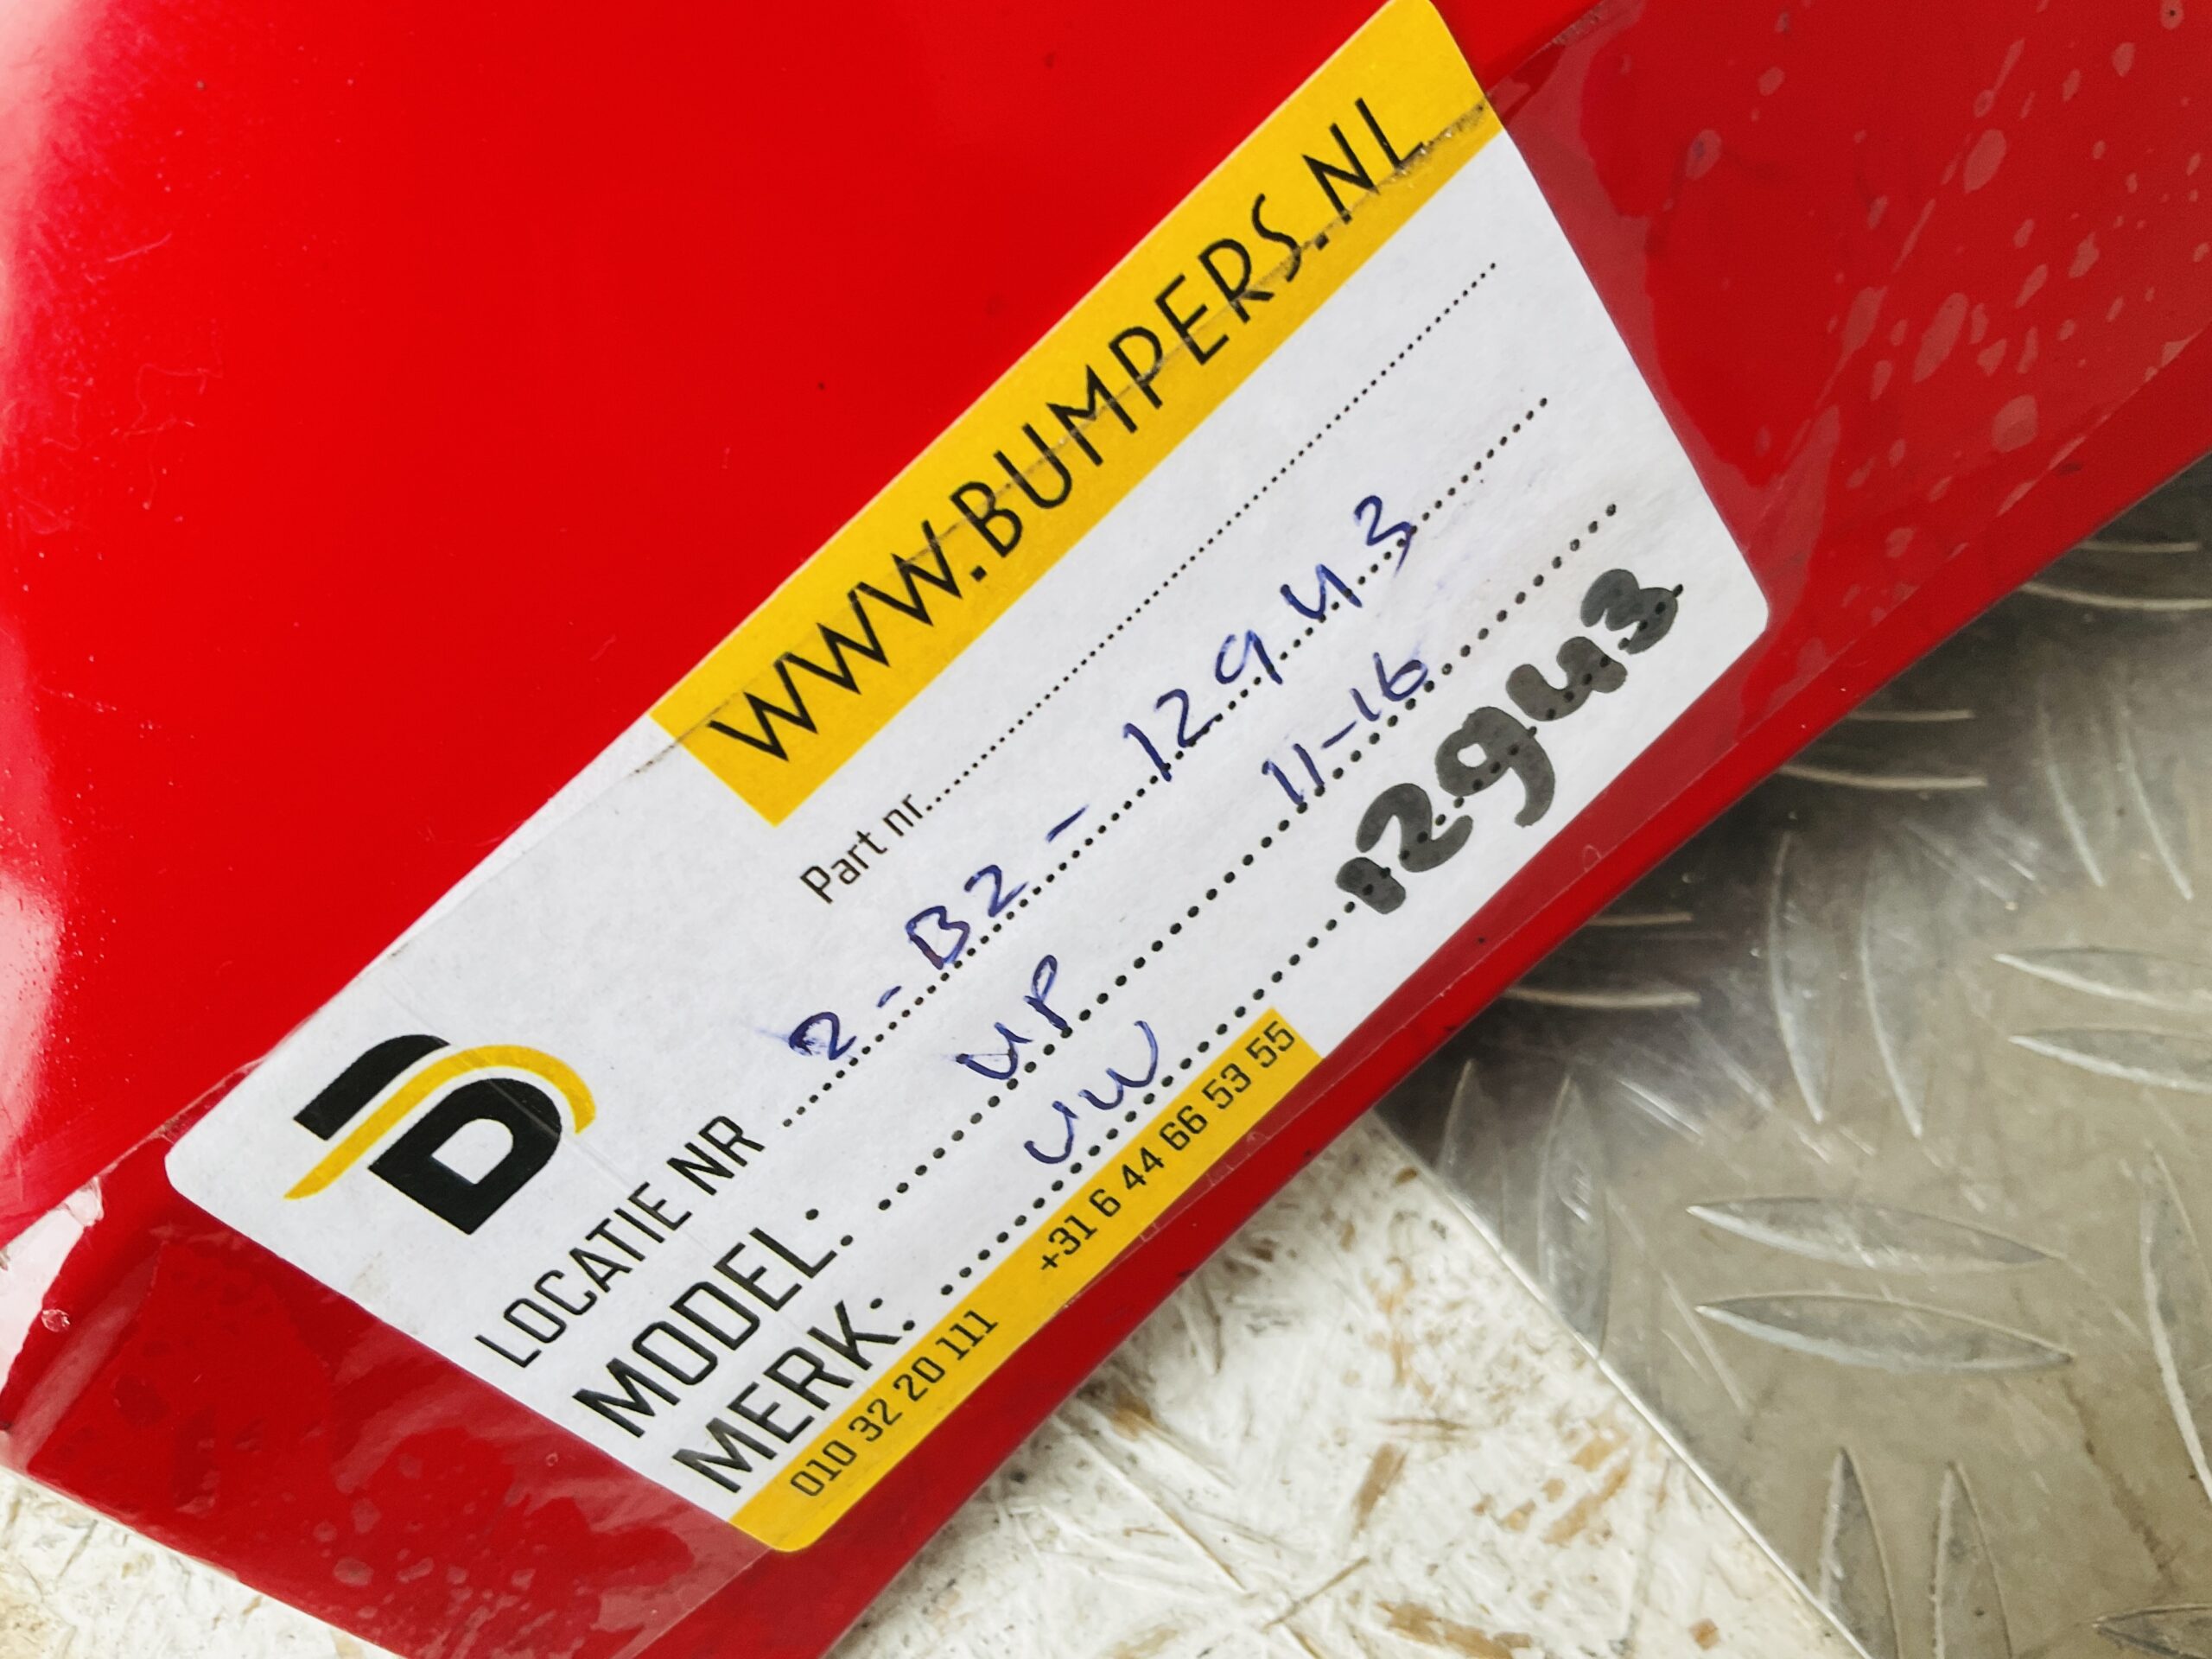 WWW.BUMPERS.NL
Part nr..............................
LOCATIE NR 2-B2-12943
MODEL: UP 11-16
MERK: VW 12943
010 32 20 111 +31 6 44 66 53 55